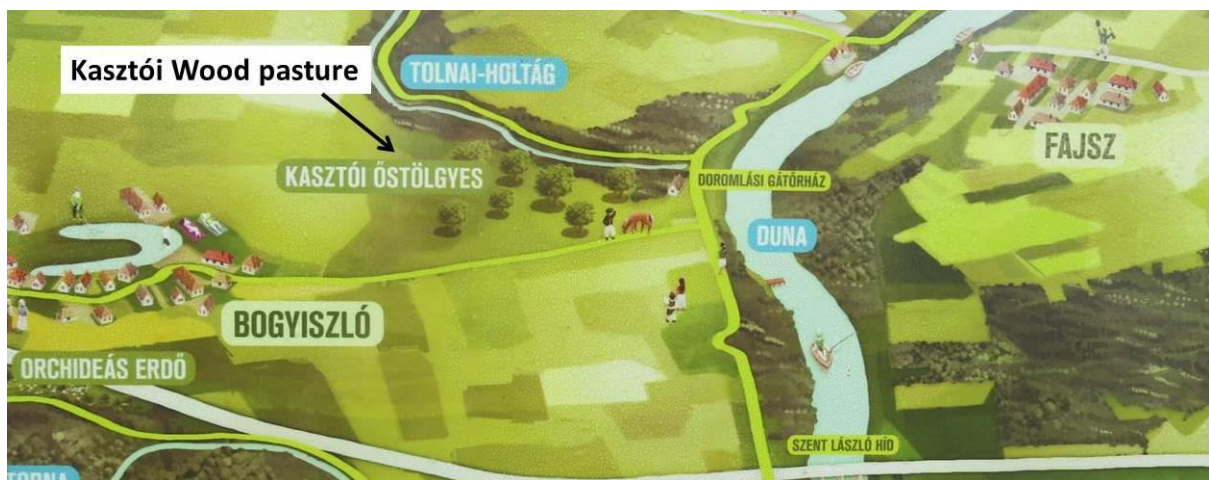 Kasztói Wood pasture
TOLNAI-HOLTÁG
FAJSZ
KASZTÓI ŐSTÖLGYES
DOROMLÁSI GÁTŐRHÁZ
DUNA
BOGYISZLÓ
ORCHIDEÁS ERDŐ
SZENT LÁSZLÓ HÍD